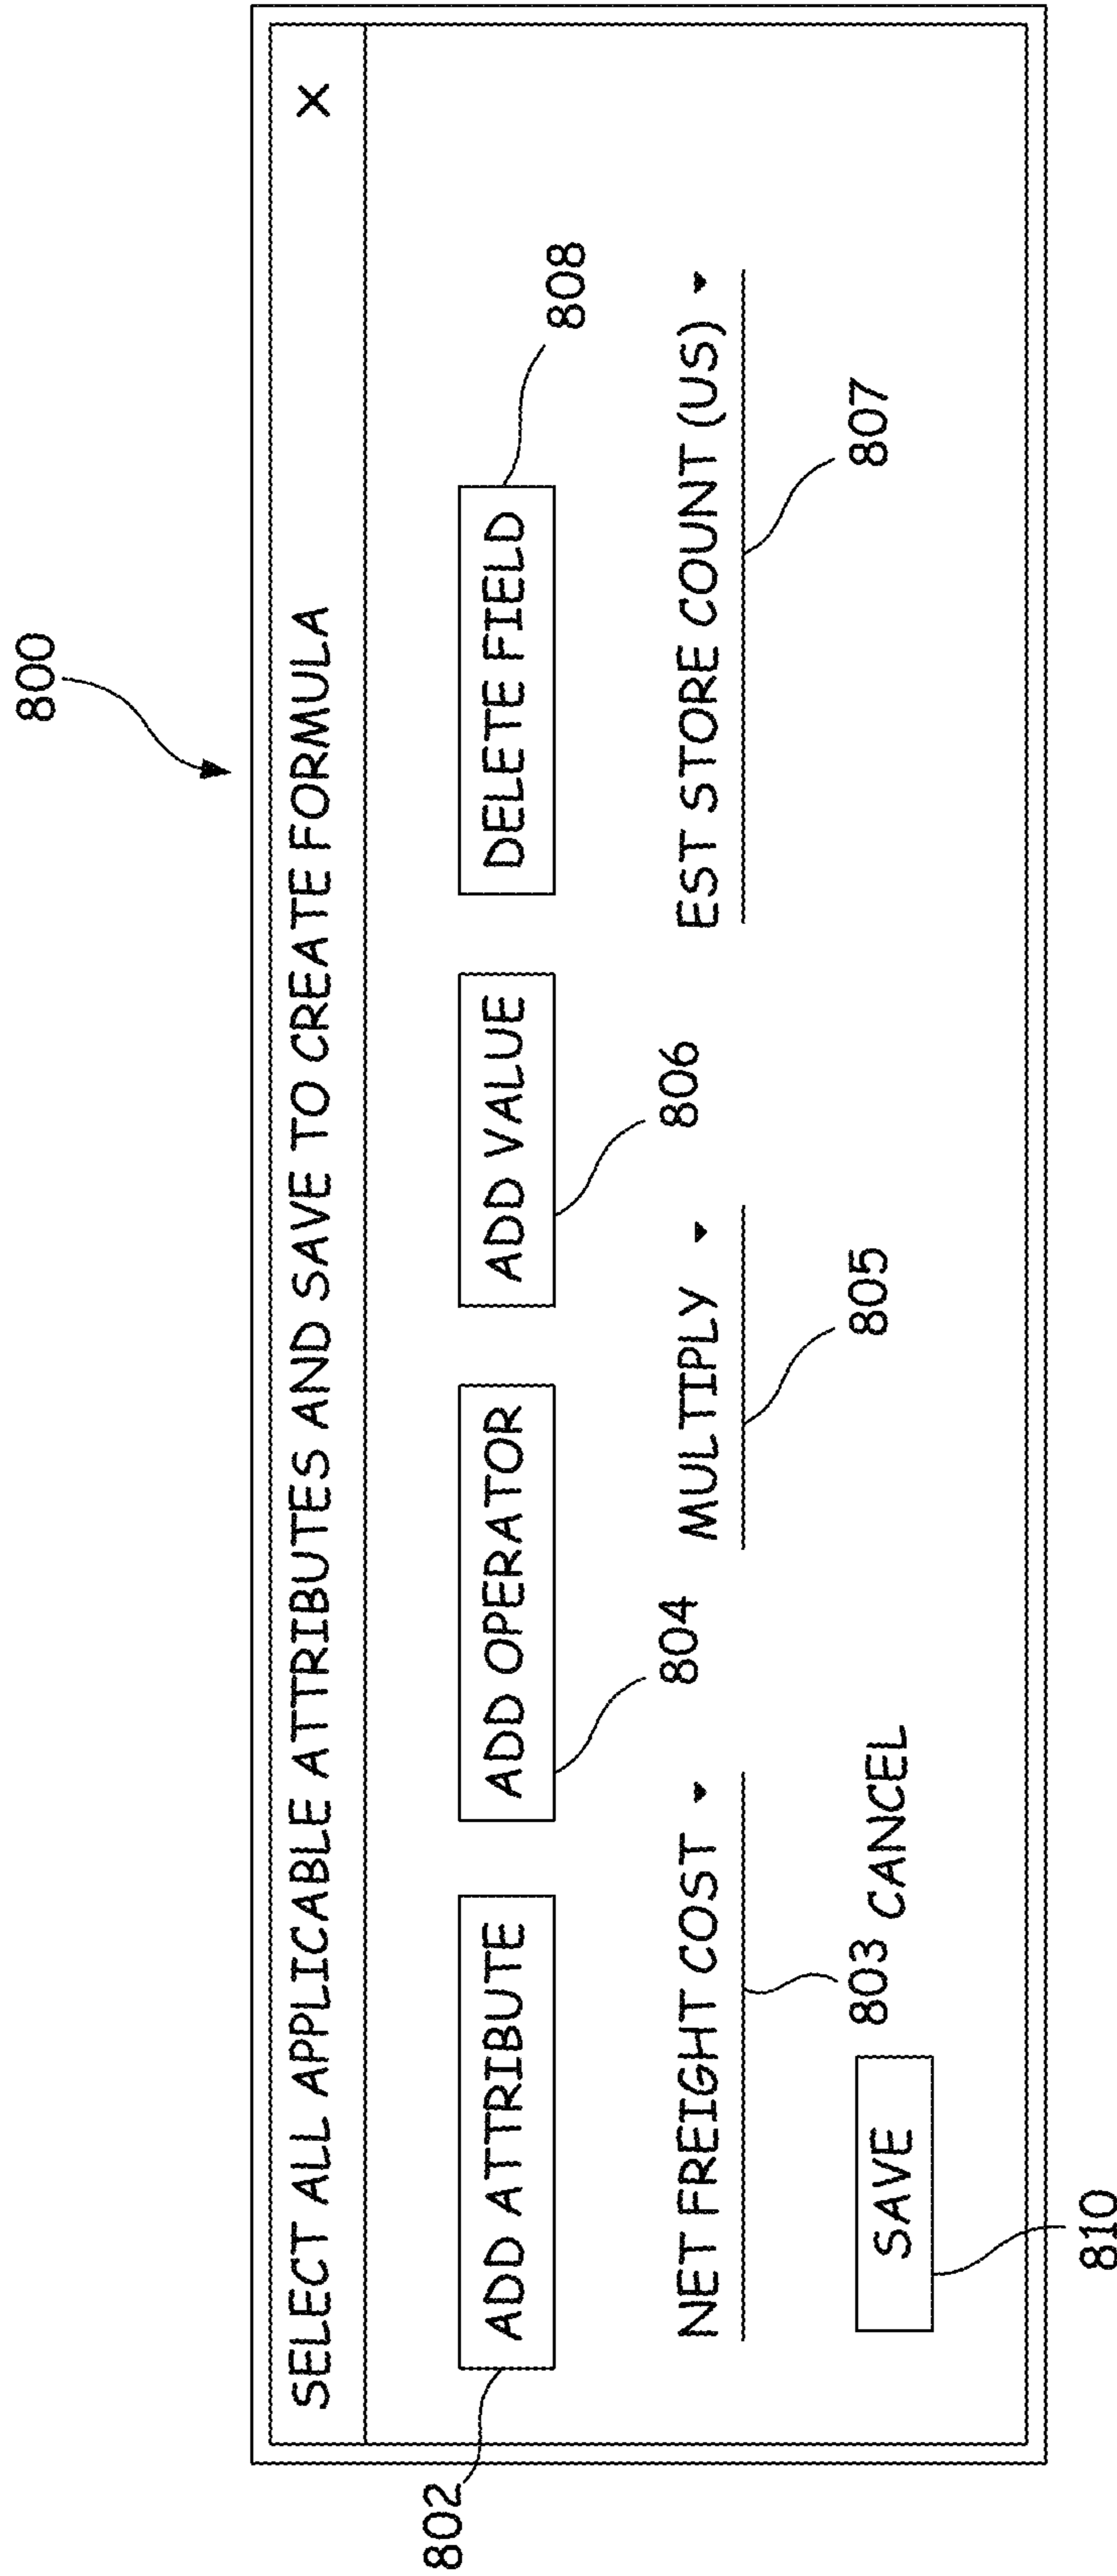 800
SELECT ALL APPLICABLE ATTRIBUTES AND SAVE TO CREATE FORMULA X
802
ADD ATTRIBUTE ADD OPERATOR ADD VALUE DELETE FIELD
808
804 806
NET FREIGHT COST MULTIPLY EST STORE COUNT (US)
803 805 807
SAVE CANCEL
810